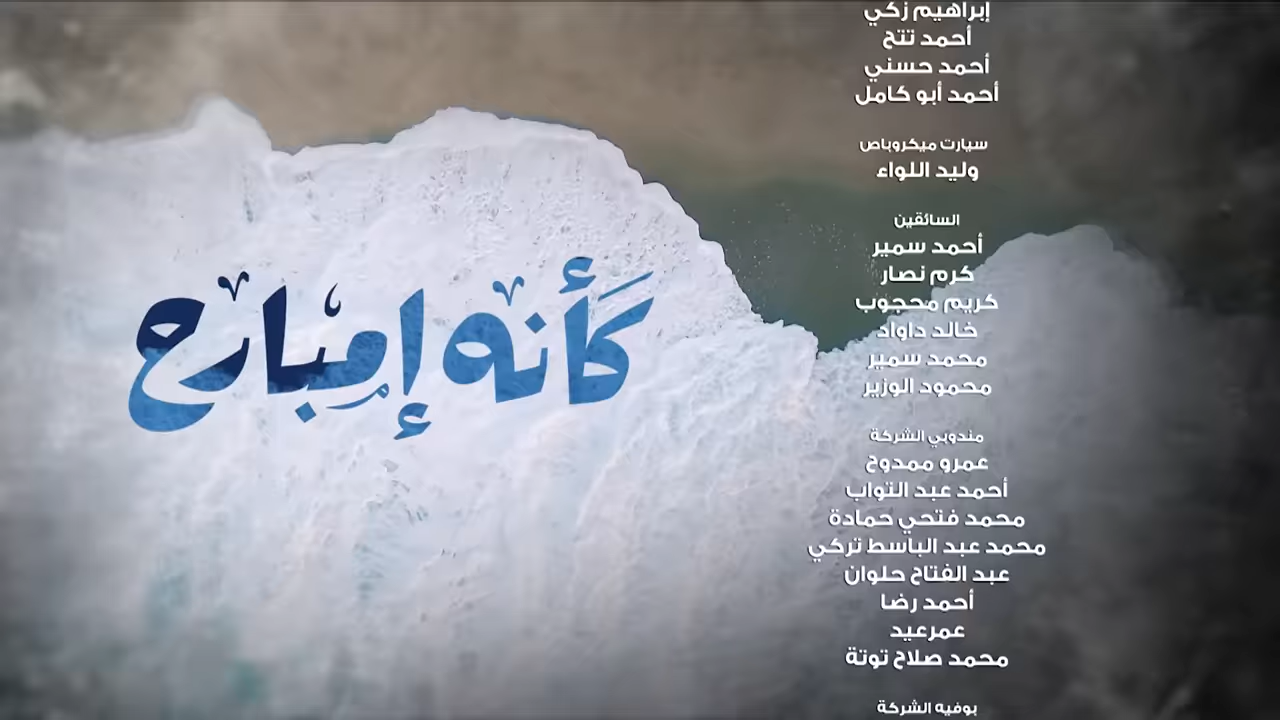 كأنه إمبارح
إبراهيم زكي
أحمد تتح
أحمد حسني
أحمد أبو كامل
سيارت ميكروباص
وليد اللواء
السائقين
أحمد سمير
كرم نصار
كريم محجوب
خالد داواد
محمد سمير
محمود الوزير
مندوبي الشركة
عمرو ممدوح
أحمد عبد التواب
محمد فتحي حمادة
محمد عبد الباسط تركي
عبد الفتاح حلوان
أحمد رضا
عمرعيد
محمد صلاح توتة
بوفيه الشركة